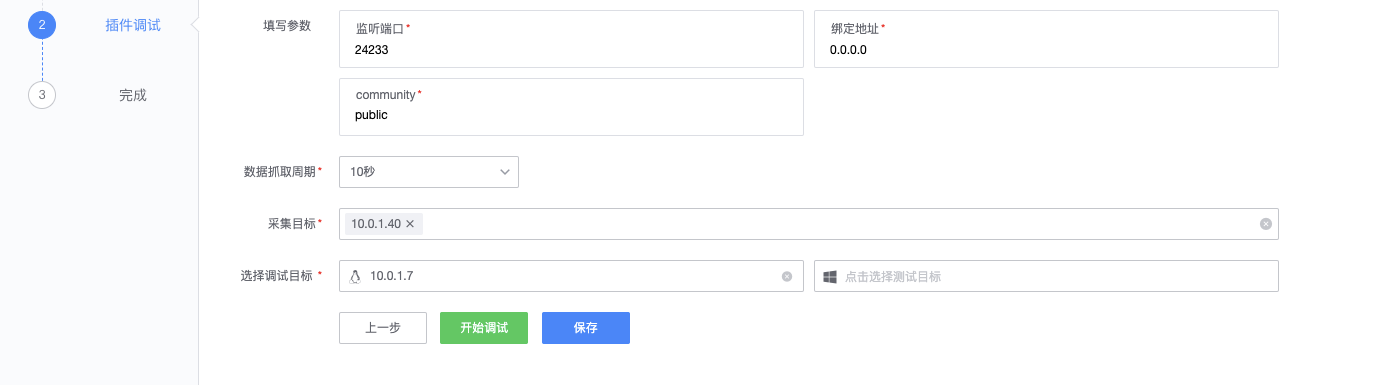 2 插件调试
3 完成
填写参数
监听端口*
24233
绑定地址*
0.0.0.0
community*
public
数据抓取周期* 10秒
采集目标* 10.0.1.40 ×
选择调试目标 * 10.0.1.7 点击选择测试目标
上一步 开始调试 保存